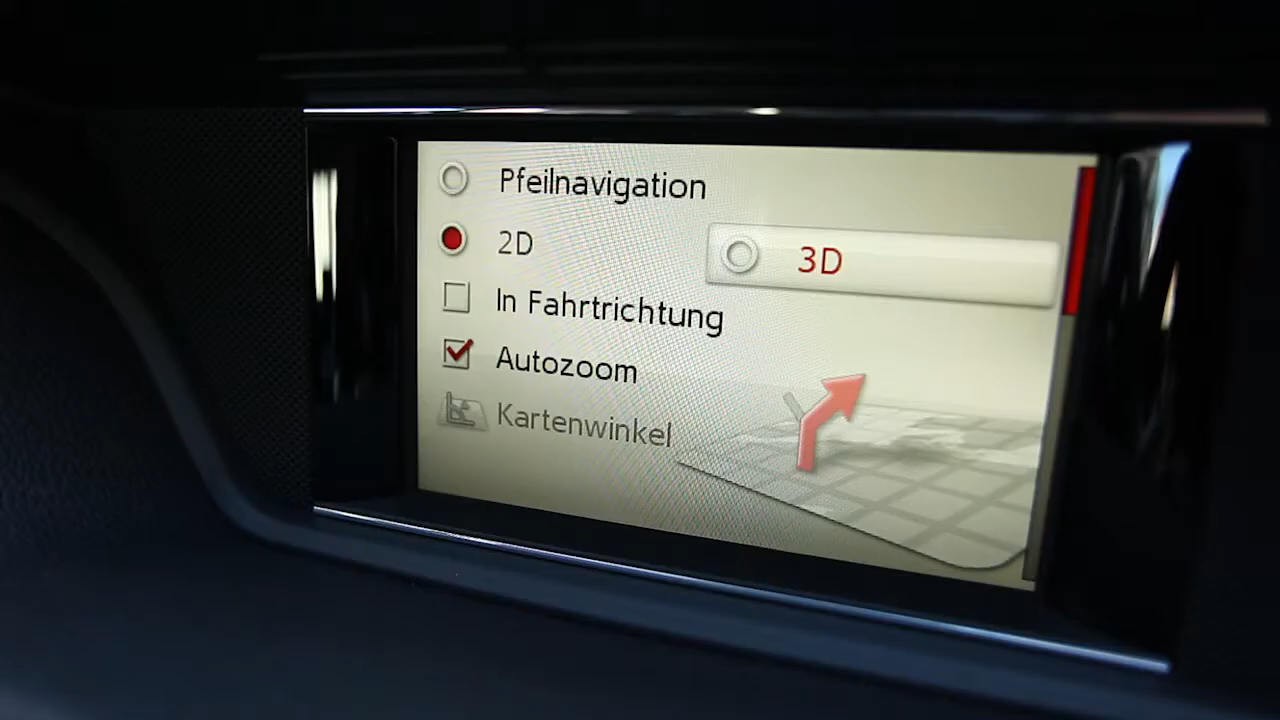 Pfeilnavigation
2D
3D
In Fahrtrichtung
Autozoom
Kartenwinkel